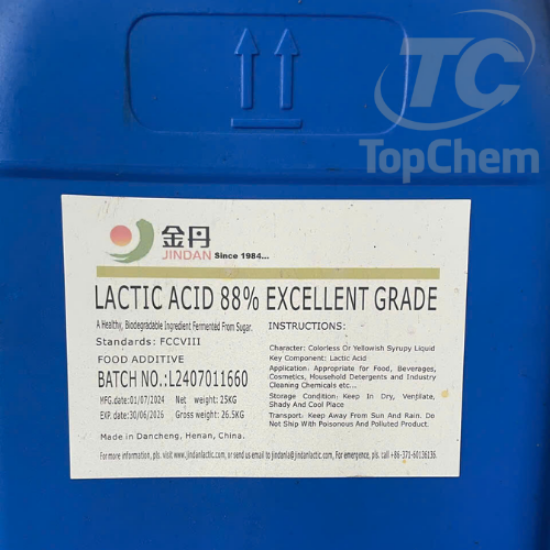 TC
TopChem
金丹
JINDAN Since 1984...
LACTIC ACID 88% EXCELLENT GRADE
A Healthy, Biodegradable Ingredient Fermented From Sugar.
Standards: FCCVIII
FOOD ADDITIVE
BATCH NO.:L2407011660
MFG.date:01/07/2024 Net weight: 25KG
EXP. date: 30/06/2026 Gross weight: 26.5KG
Made in Dancheng, Henan, China.
INSTRUCTIONS:
Character: Colorless Or Yellowish Syrupy Liquid
Key Component: Lactic Acid
Application: Appropriate for Food, Beverages,
Cosmetics, Household Detergents and Industry
Cleaning Chemicals etc...
Storage Condition: Keep In Dry, Ventilate,
Shady And Cool Place
Transport: Keep Away From Sun And Rain. Do
Not Ship With Poisonous And Polluted Product.
For more information, pls. visit www.jindanlactic.com, or send us email to jindanla@jindanlactic.com, For emergence, pls. call +86-371-60136136.